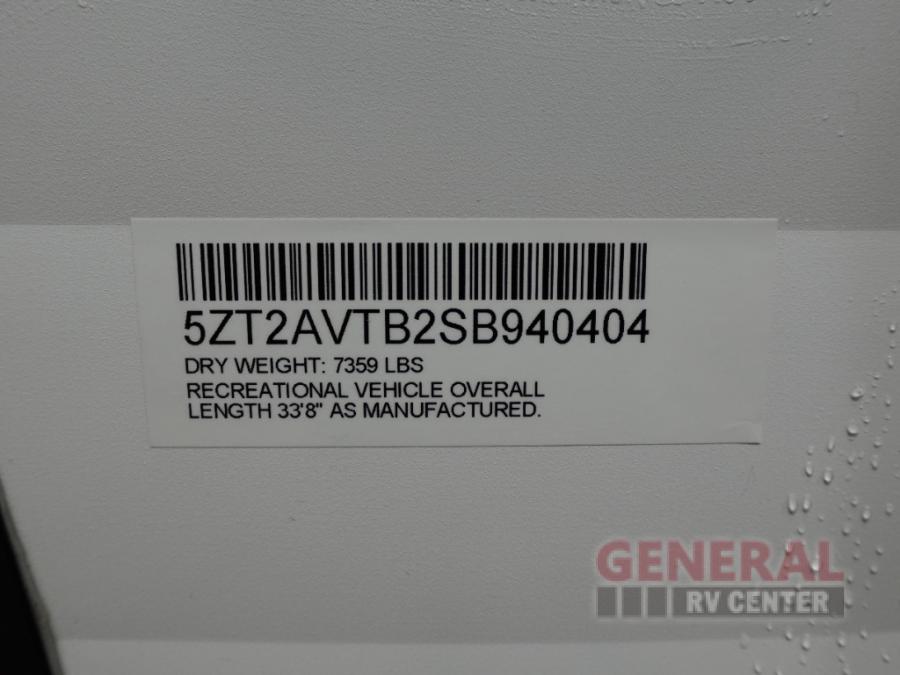 5ZT2AVTB2SB940404
DRY WEIGHT: 7359 LBS
RECREATIONAL VEHICLE OVERALL
LENGTH 33'8" AS MANUFACTURED.
GENERAL
RV CENTER